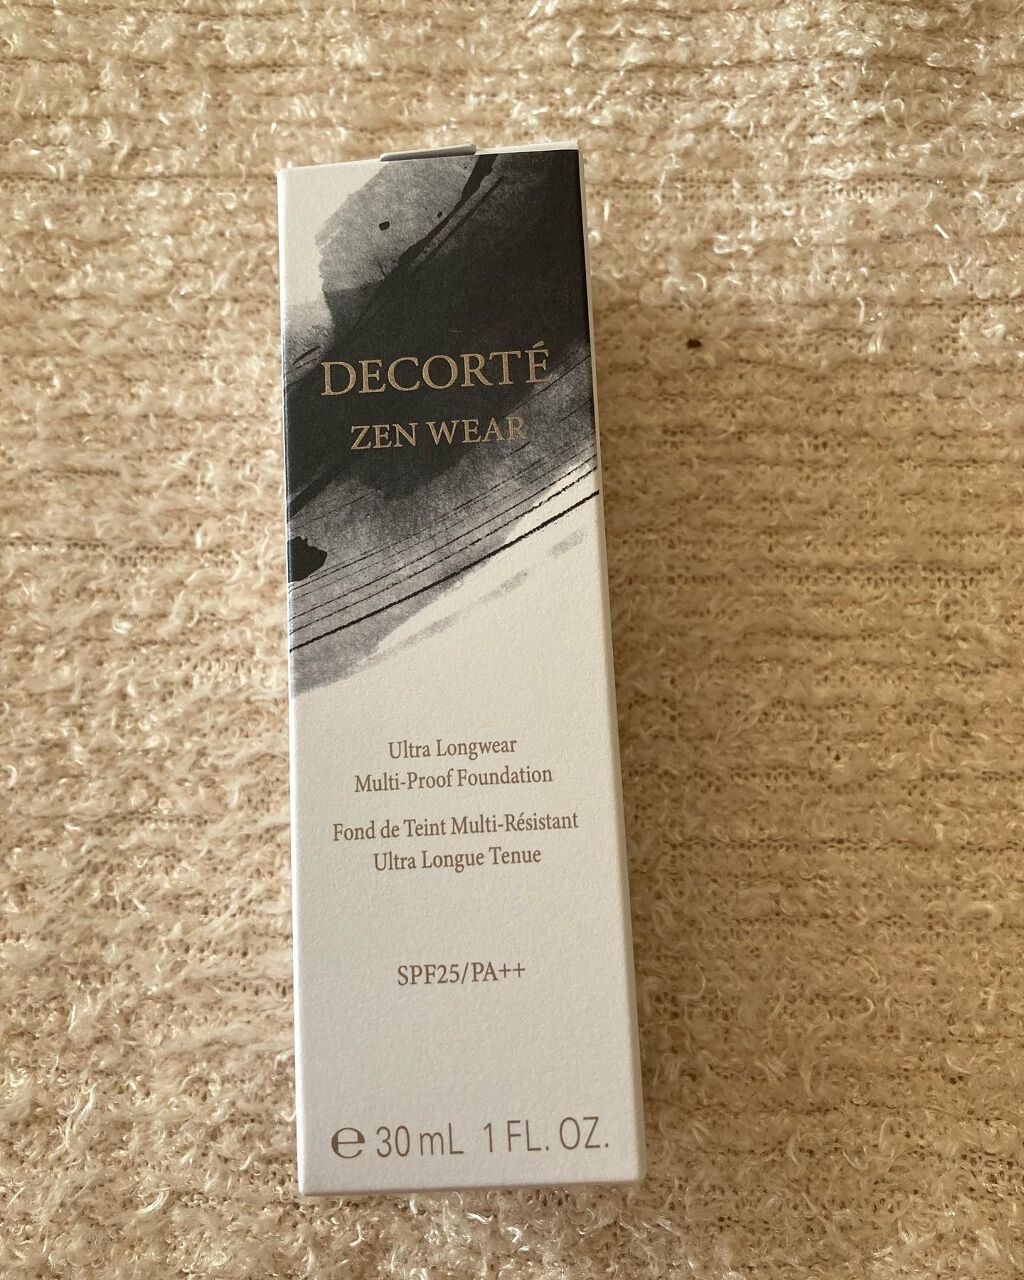 DECORTÉ
ZEN WEAR
Ultra Longwear
Multi-Proof Foundation
Fond de Teint Multi-Résistant
Ultra Longue Tenue
SPF25/PA++
℮ 30 mL 1 FL. OZ.